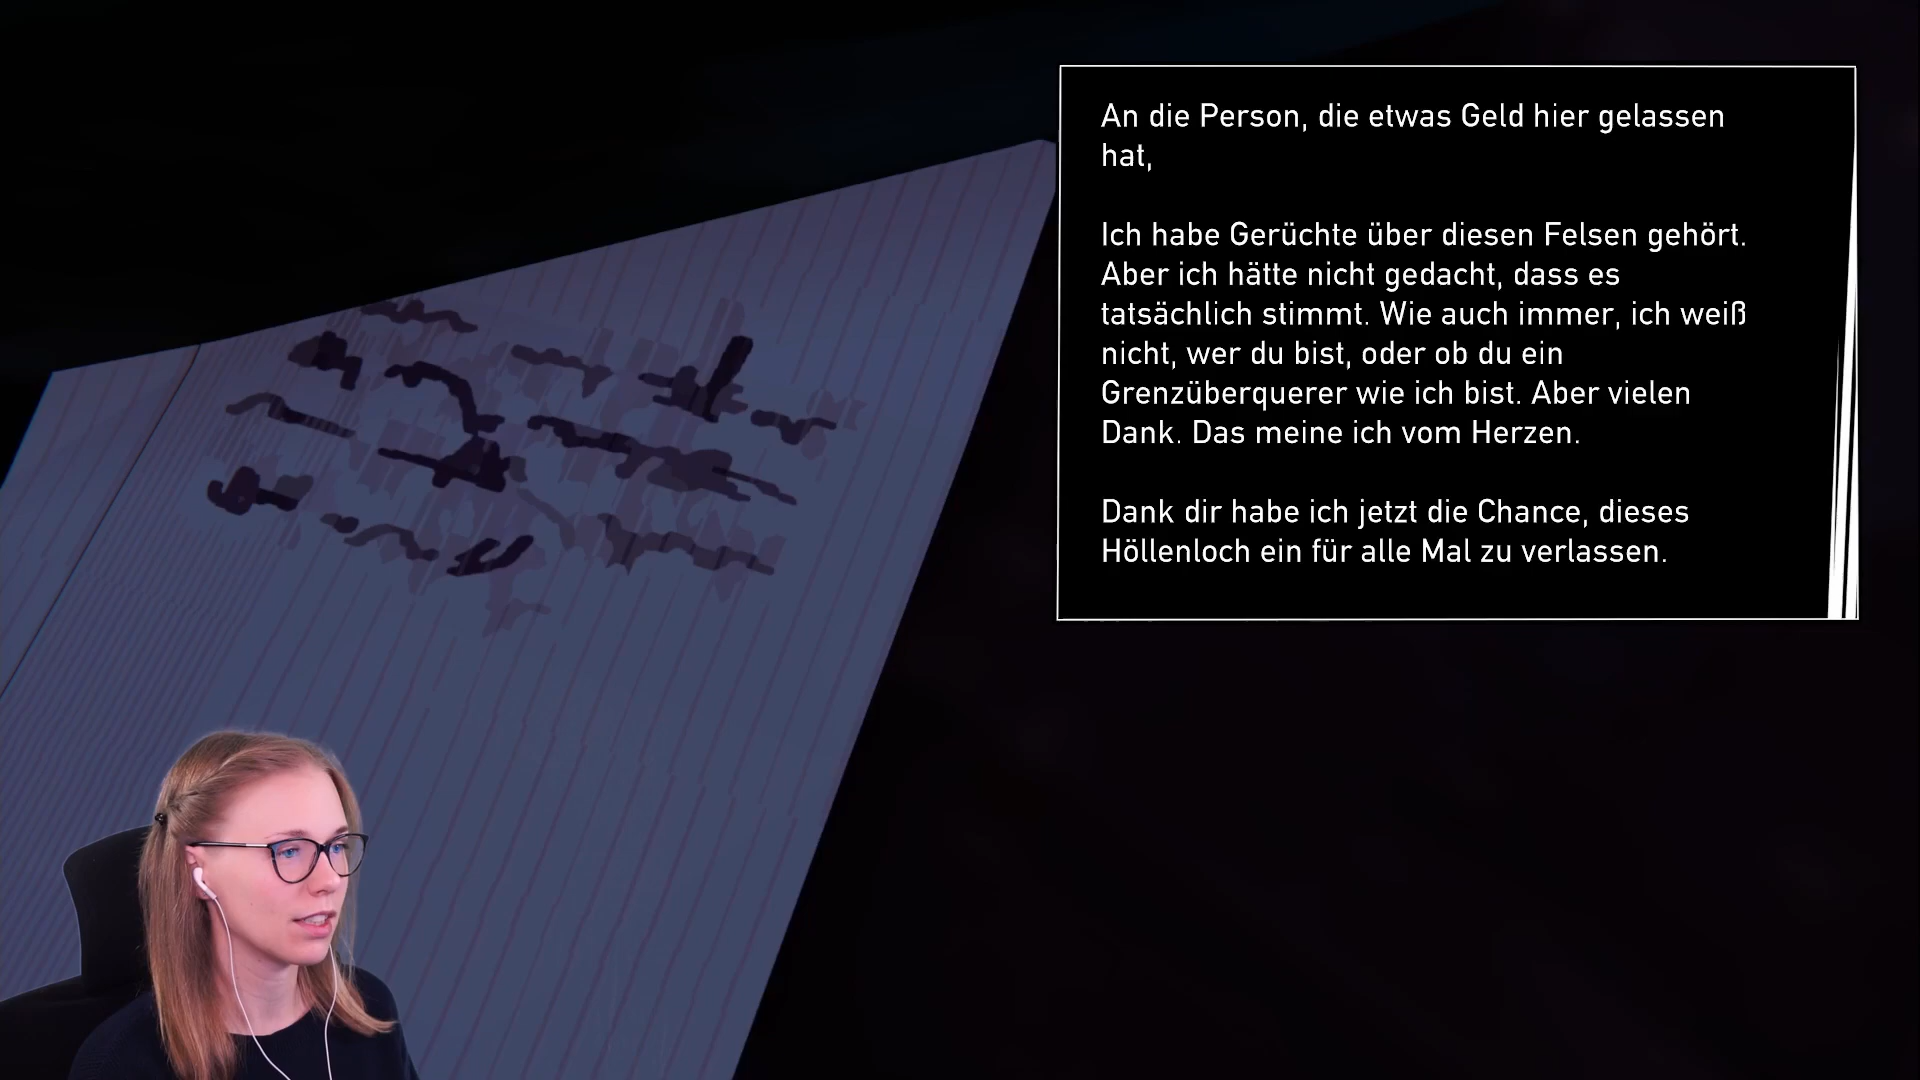 An die Person, die etwas Geld hier gelassen
hat,
Ich habe Gerüchte über diesen Felsen gehört.
Aber ich hätte nicht gedacht, dass es
tatsächlich stimmt. Wie auch immer, ich weiß
nicht, wer du bist, oder ob du ein
Grenzüberquerer wie ich bist. Aber vielen
Dank. Das meine ich vom Herzen.
Dank dir habe ich jetzt die Chance, dieses
Höllenloch ein für alle Mal zu verlassen.